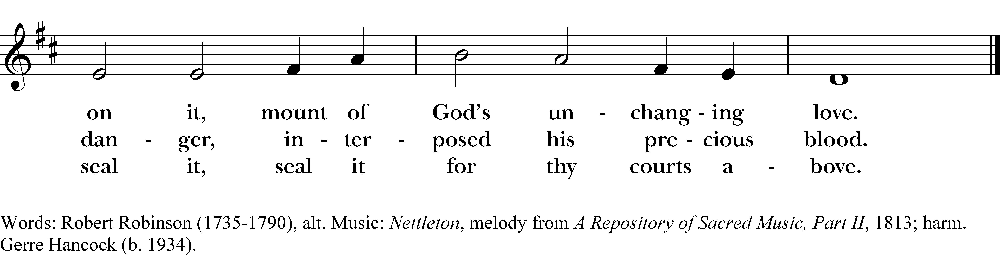 on it, mount of God’s un - chang - ing love.
dan - ger, in - ter - posed his pre - cious blood.
seal it, seal it for thy courts a - bove.
Words: Robert Robinson (1735-1790), alt. Music: Nettleton, melody from A Repository of Sacred Music, Part II, 1813; harm.
Gerre Hancock (b. 1934).